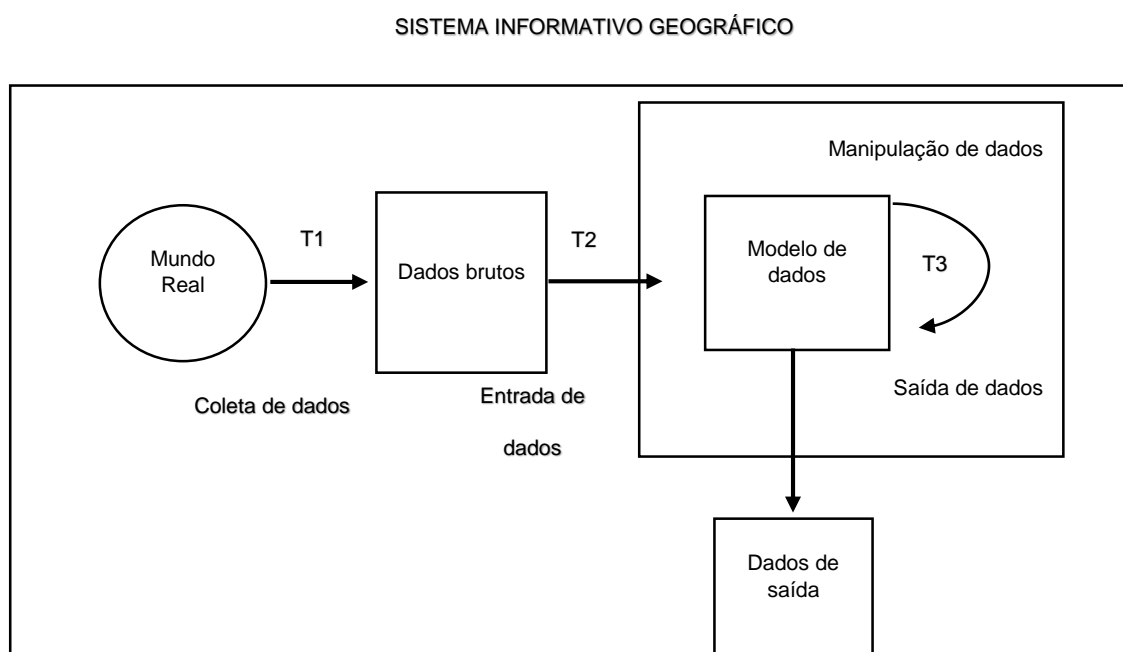 SISTEMA INFORMATIVO GEOGRÁFICO
Manipulação de dados
T1
T2
Mundo
Real
Dados brutos
Modelo de
dados
T3
Coleta de dados
Entrada de
dados
Saída de dados
Dados de
saída